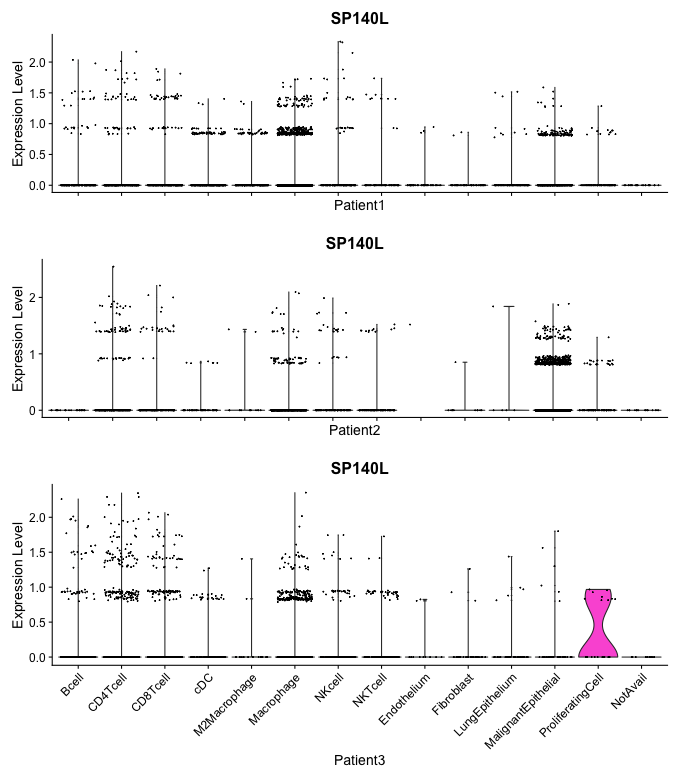 SP140L
Expression Level
2.0
1.5
1.0
0.5
0.0
Patient1
SP140L
Expression Level
2
1
0
Patient2
SP140L
Expression Level
2.0
1.5
1.0
0.5
0.0
Bcell
CD4Tcell
CD8Tcell
cDC
M2Macrophage
Macrophage
NKcell
NKTcell
Endothelium
Fibroblast
LungEpithelium
MalignantEpithelial
ProliferatingCell
NotAvail
Patient3